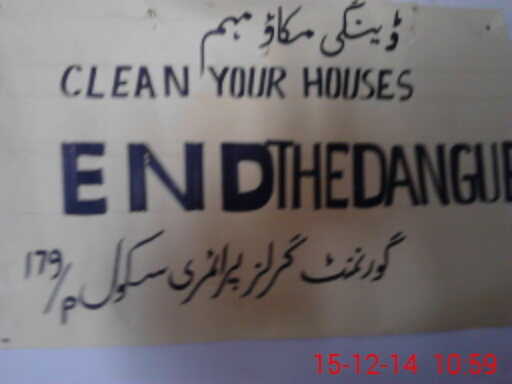 ڈینگی مکاؤ مہم
CLEAN YOUR HOUSES
END THE DANGUE
گورنمنٹ گرلز پرائمری سکول 179/P
15-12-14 10:59